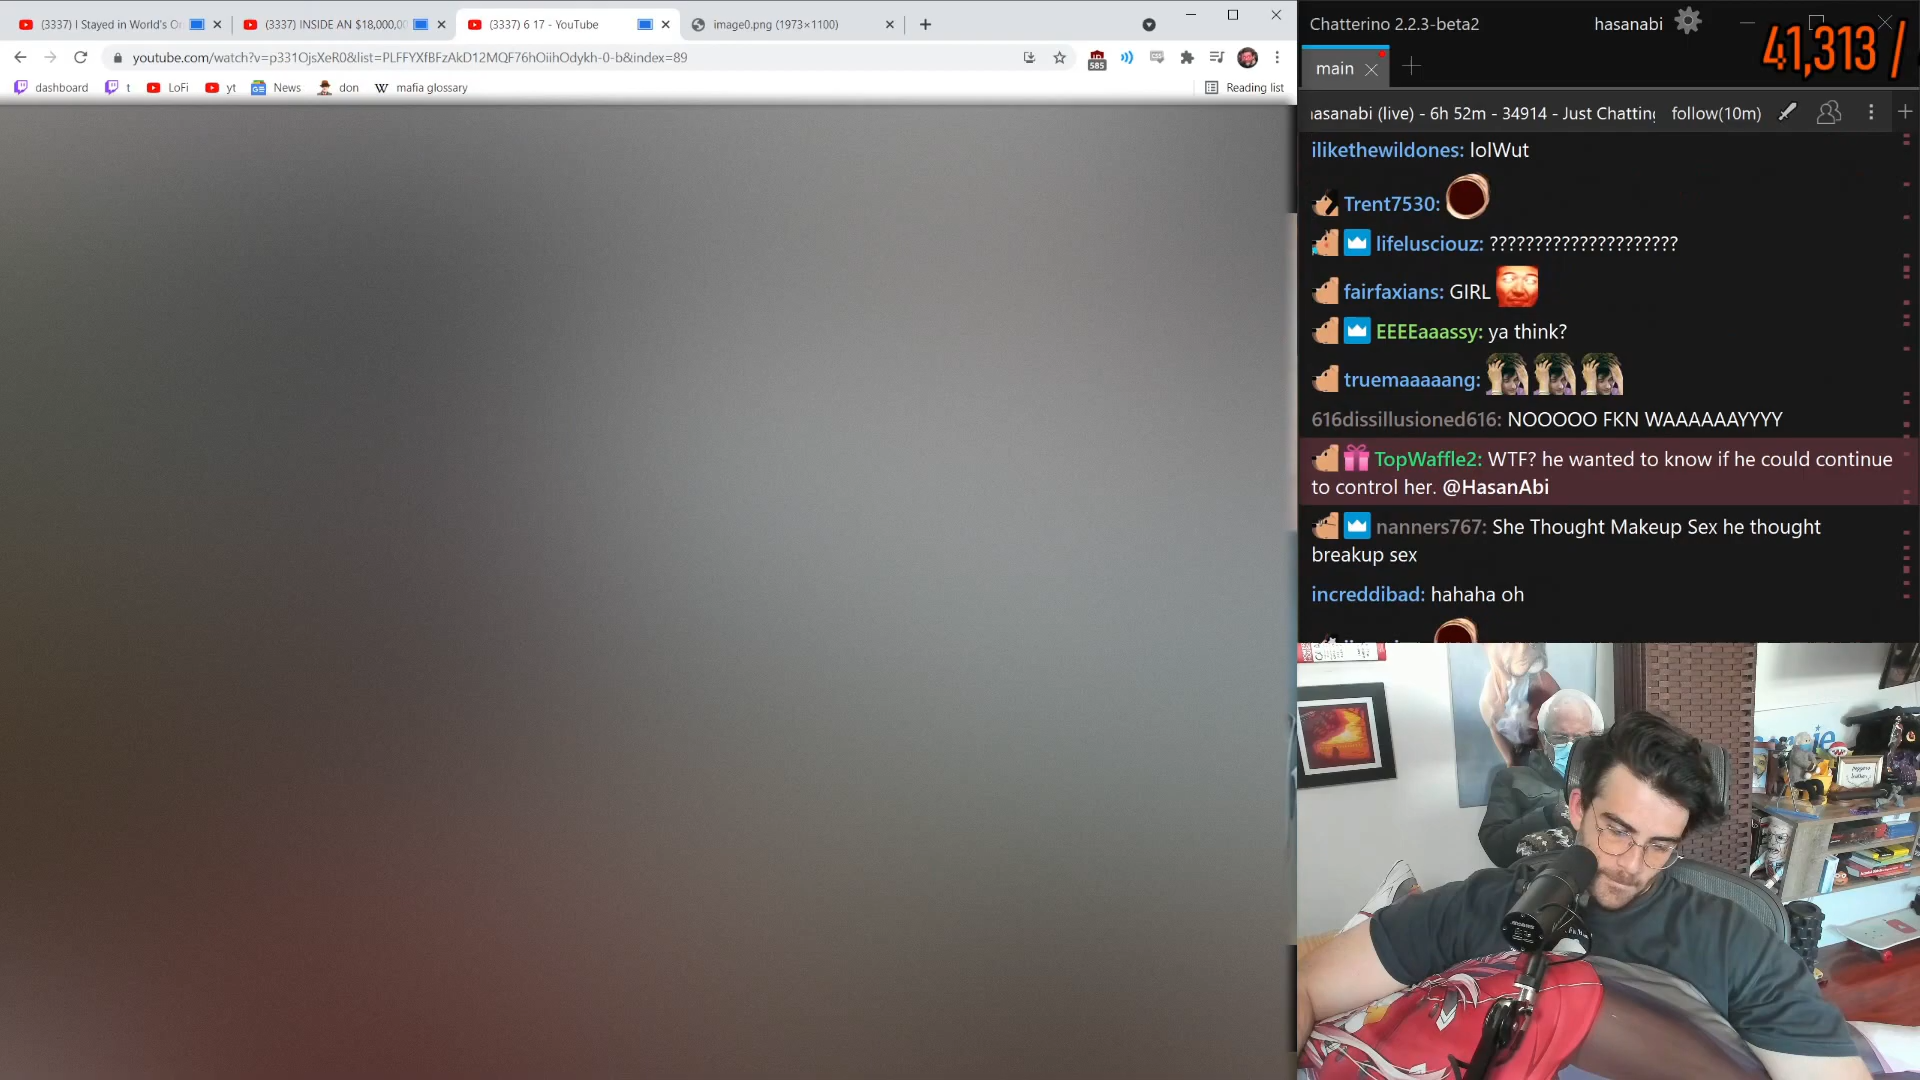 (3337) I Stayed in World's O
(3337) INSIDE AN $18,000,00
(3337) 6 17 - YouTube
image0.png (1973×1100)
youtube.com/watch?v=p331OjsXeR0&list=PLFFYXfBFzAkD12MQF76hOiihOdykh-0-b&index=89
585
dashboard
t
LoFi
yt
News
don
mafia glossary
Reading list
Chatterino 2.2.3-beta2
hasanabi
41,313 /
main
asanabi (live) - 6h 52m - 34914 - Just Chatting
follow(10m)
ilikethewildones: lolWut
Trent7530:
lifelusciouz: ?????????????????????
fairfaxians: GIRL
EEEEaaassy: ya think?
truemaaaaang:
616dissillusioned616: NOOOOO FKN WAAAAAAYYYY
TopWaffle2: WTF? he wanted to know if he could continue
to control her. @HasanAbi
nanners767: She Thought Makeup Sex he thought
breakup sex
increddibad: hahaha oh